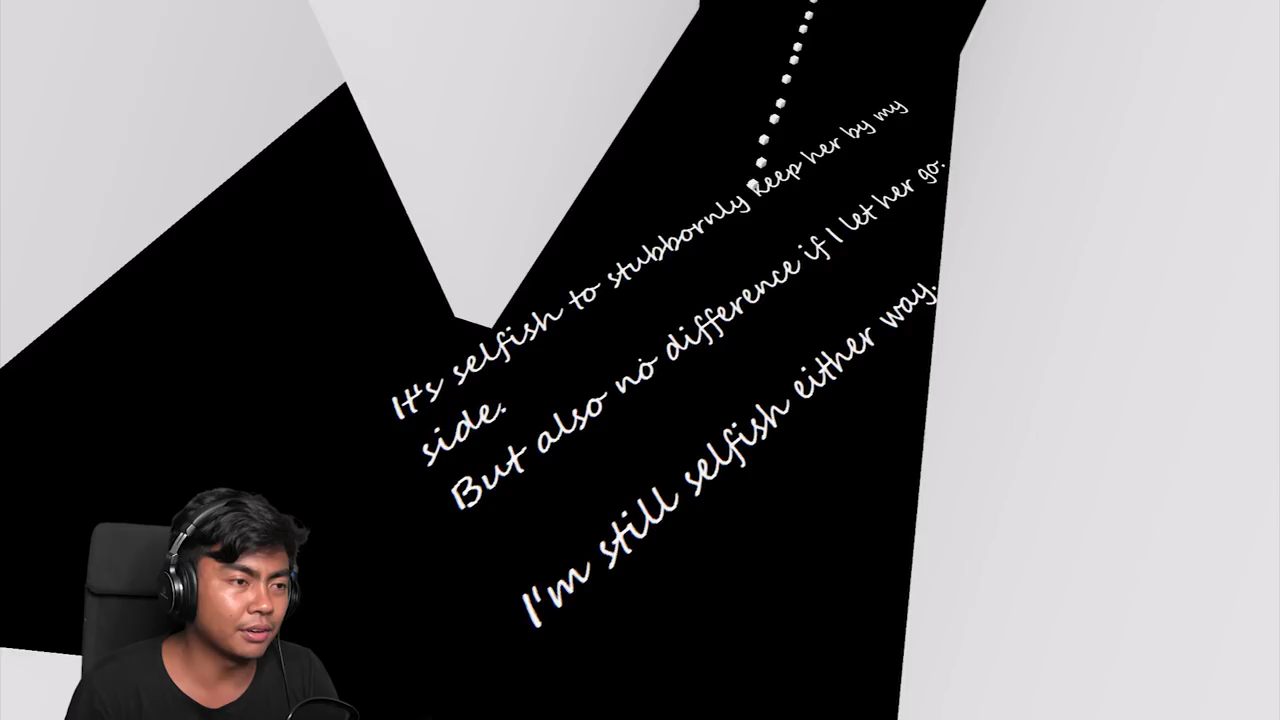 It's selfish to stubbornly keep her by my
side.
But also no difference if I let her go.
I'm still selfish either way.